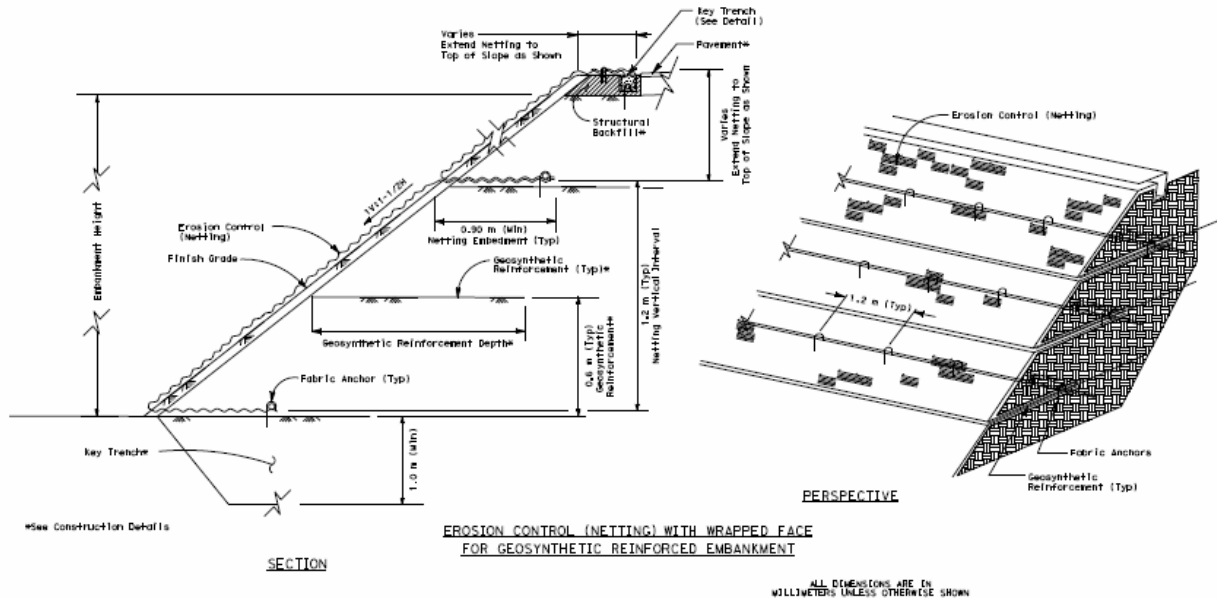 Varies
Extend Netting to
Top of Slope as Shown
Key Trench
(See Detail)
Pavement*
Structural
Backfill*
Varies
Extend Netting to
Top of Slope as Shown
Embankment Height
1V:1-1/2H
Erosion Control
(Netting)
Finish Grade
0.90 m (Min)
Netting Embedment (Typ)
Geosynthetic
Reinforcement (Typ)*
1.2 m (Typ)
Netting Vertical Interval
Geosynthetic Reinforcement Depth*
0.6 m (Typ)
Geosynthetic
Reinforcement*
Fabric Anchor (Typ)
Key Trench*
1.0 m (Min)
*See Construction Details
SECTION
Erosion Control (Netting)
1.2 m (Typ)
Fabric Anchors
Geosynthetic
Reinforcement (Typ)
PERSPECTIVE
EROSION CONTROL (NETTING) WITH WRAPPED FACE
FOR GEOSYNTHETIC REINFORCED EMBANKMENT
ALL DIMENSIONS ARE IN
MILLIMETERS UNLESS OTHERWISE SHOWN